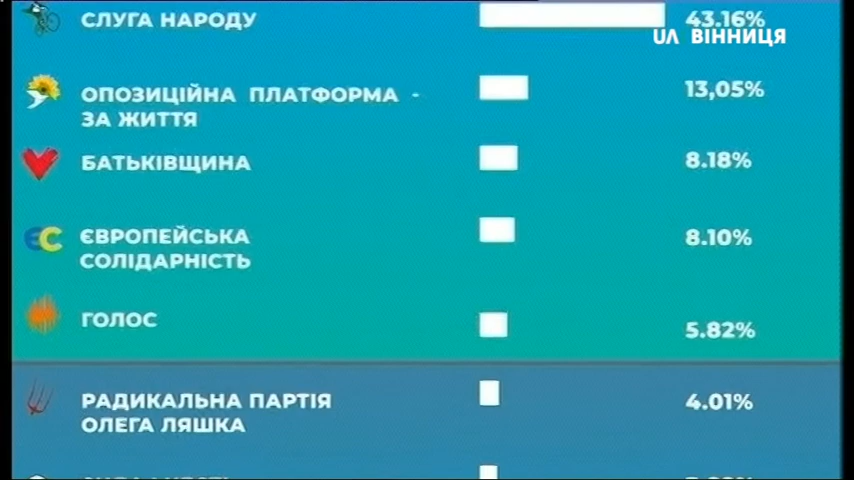 СЛУГА НАРОДУ 43.16%
UA ВІННИЦЯ
ОПОЗИЦІЙНА ПЛАТФОРМА - 13,05%
ЗА ЖИТТЯ
БАТЬКІВЩИНА 8.18%
ЄВРОПЕЙСЬКА 8.10%
СОЛІДАРНІСТЬ
ЄС
ГОЛОС 5.82%
РАДИКАЛЬНА ПАРТІЯ 4.01%
ОЛЕГА ЛЯШКА